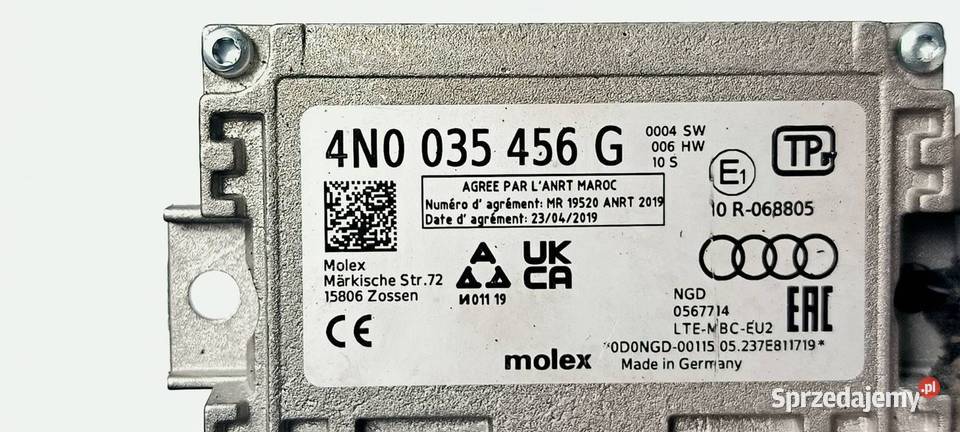 4N0 035 456 G
0004 SW
006 HW
10 S
TP
E1
10 R-068805
AGREE PAR L'ANRT MAROC
Numéro d' agrément: MR 19520 ANRT 2019
Date d' agrément: 23/04/2019
Molex
Märkische Str.72
15806 Zossen
И011 19
UK
CA
CE
NGD
0567714
LTE-MBC-EU2
EAC
*0D0NGD-00115 05.237E811719*
Made in Germany
molex
Sprzedajemy.pl